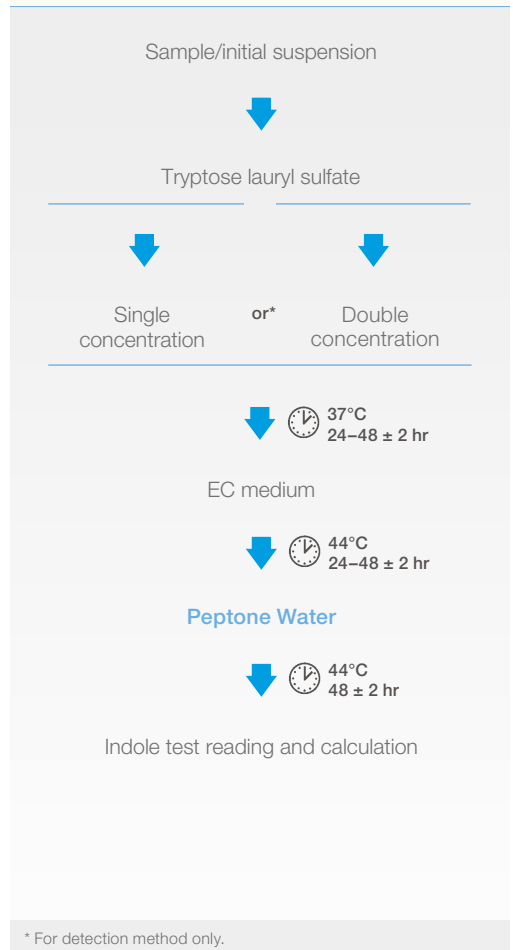 Sample/initial suspension
Tryptose lauryl sulfate
Single
concentration
or*
Double
concentration
37°C
24–48 ± 2 hr
EC medium
44°C
24–48 ± 2 hr
Peptone Water
44°C
48 ± 2 hr
Indole test reading and calculation
* For detection method only.